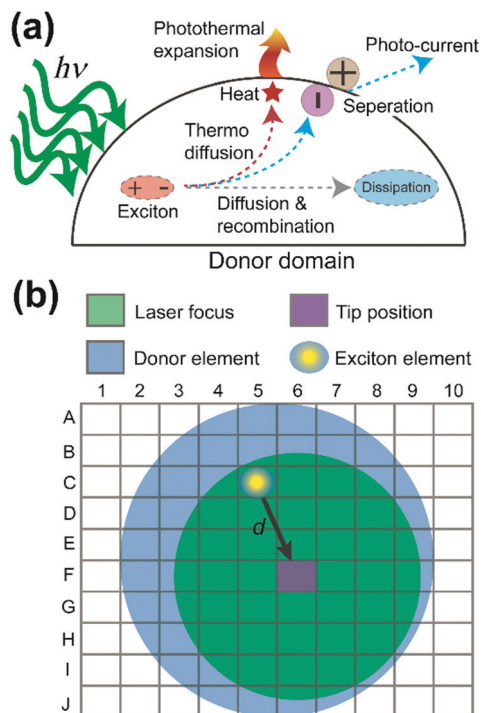 (a)
Photothermal
expansion
hν
Heat
+
Photo-current
-
Seperation
Thermo
diffusion
+ -
Exciton
Dissipation
Diffusion &
recombination
Donor domain
(b)
Laser focus
Tip position
Donor element
Exciton element
1 2 3 4 5 6 7 8 9 10
A
B
C
D
d
E
F
G
H
I
J